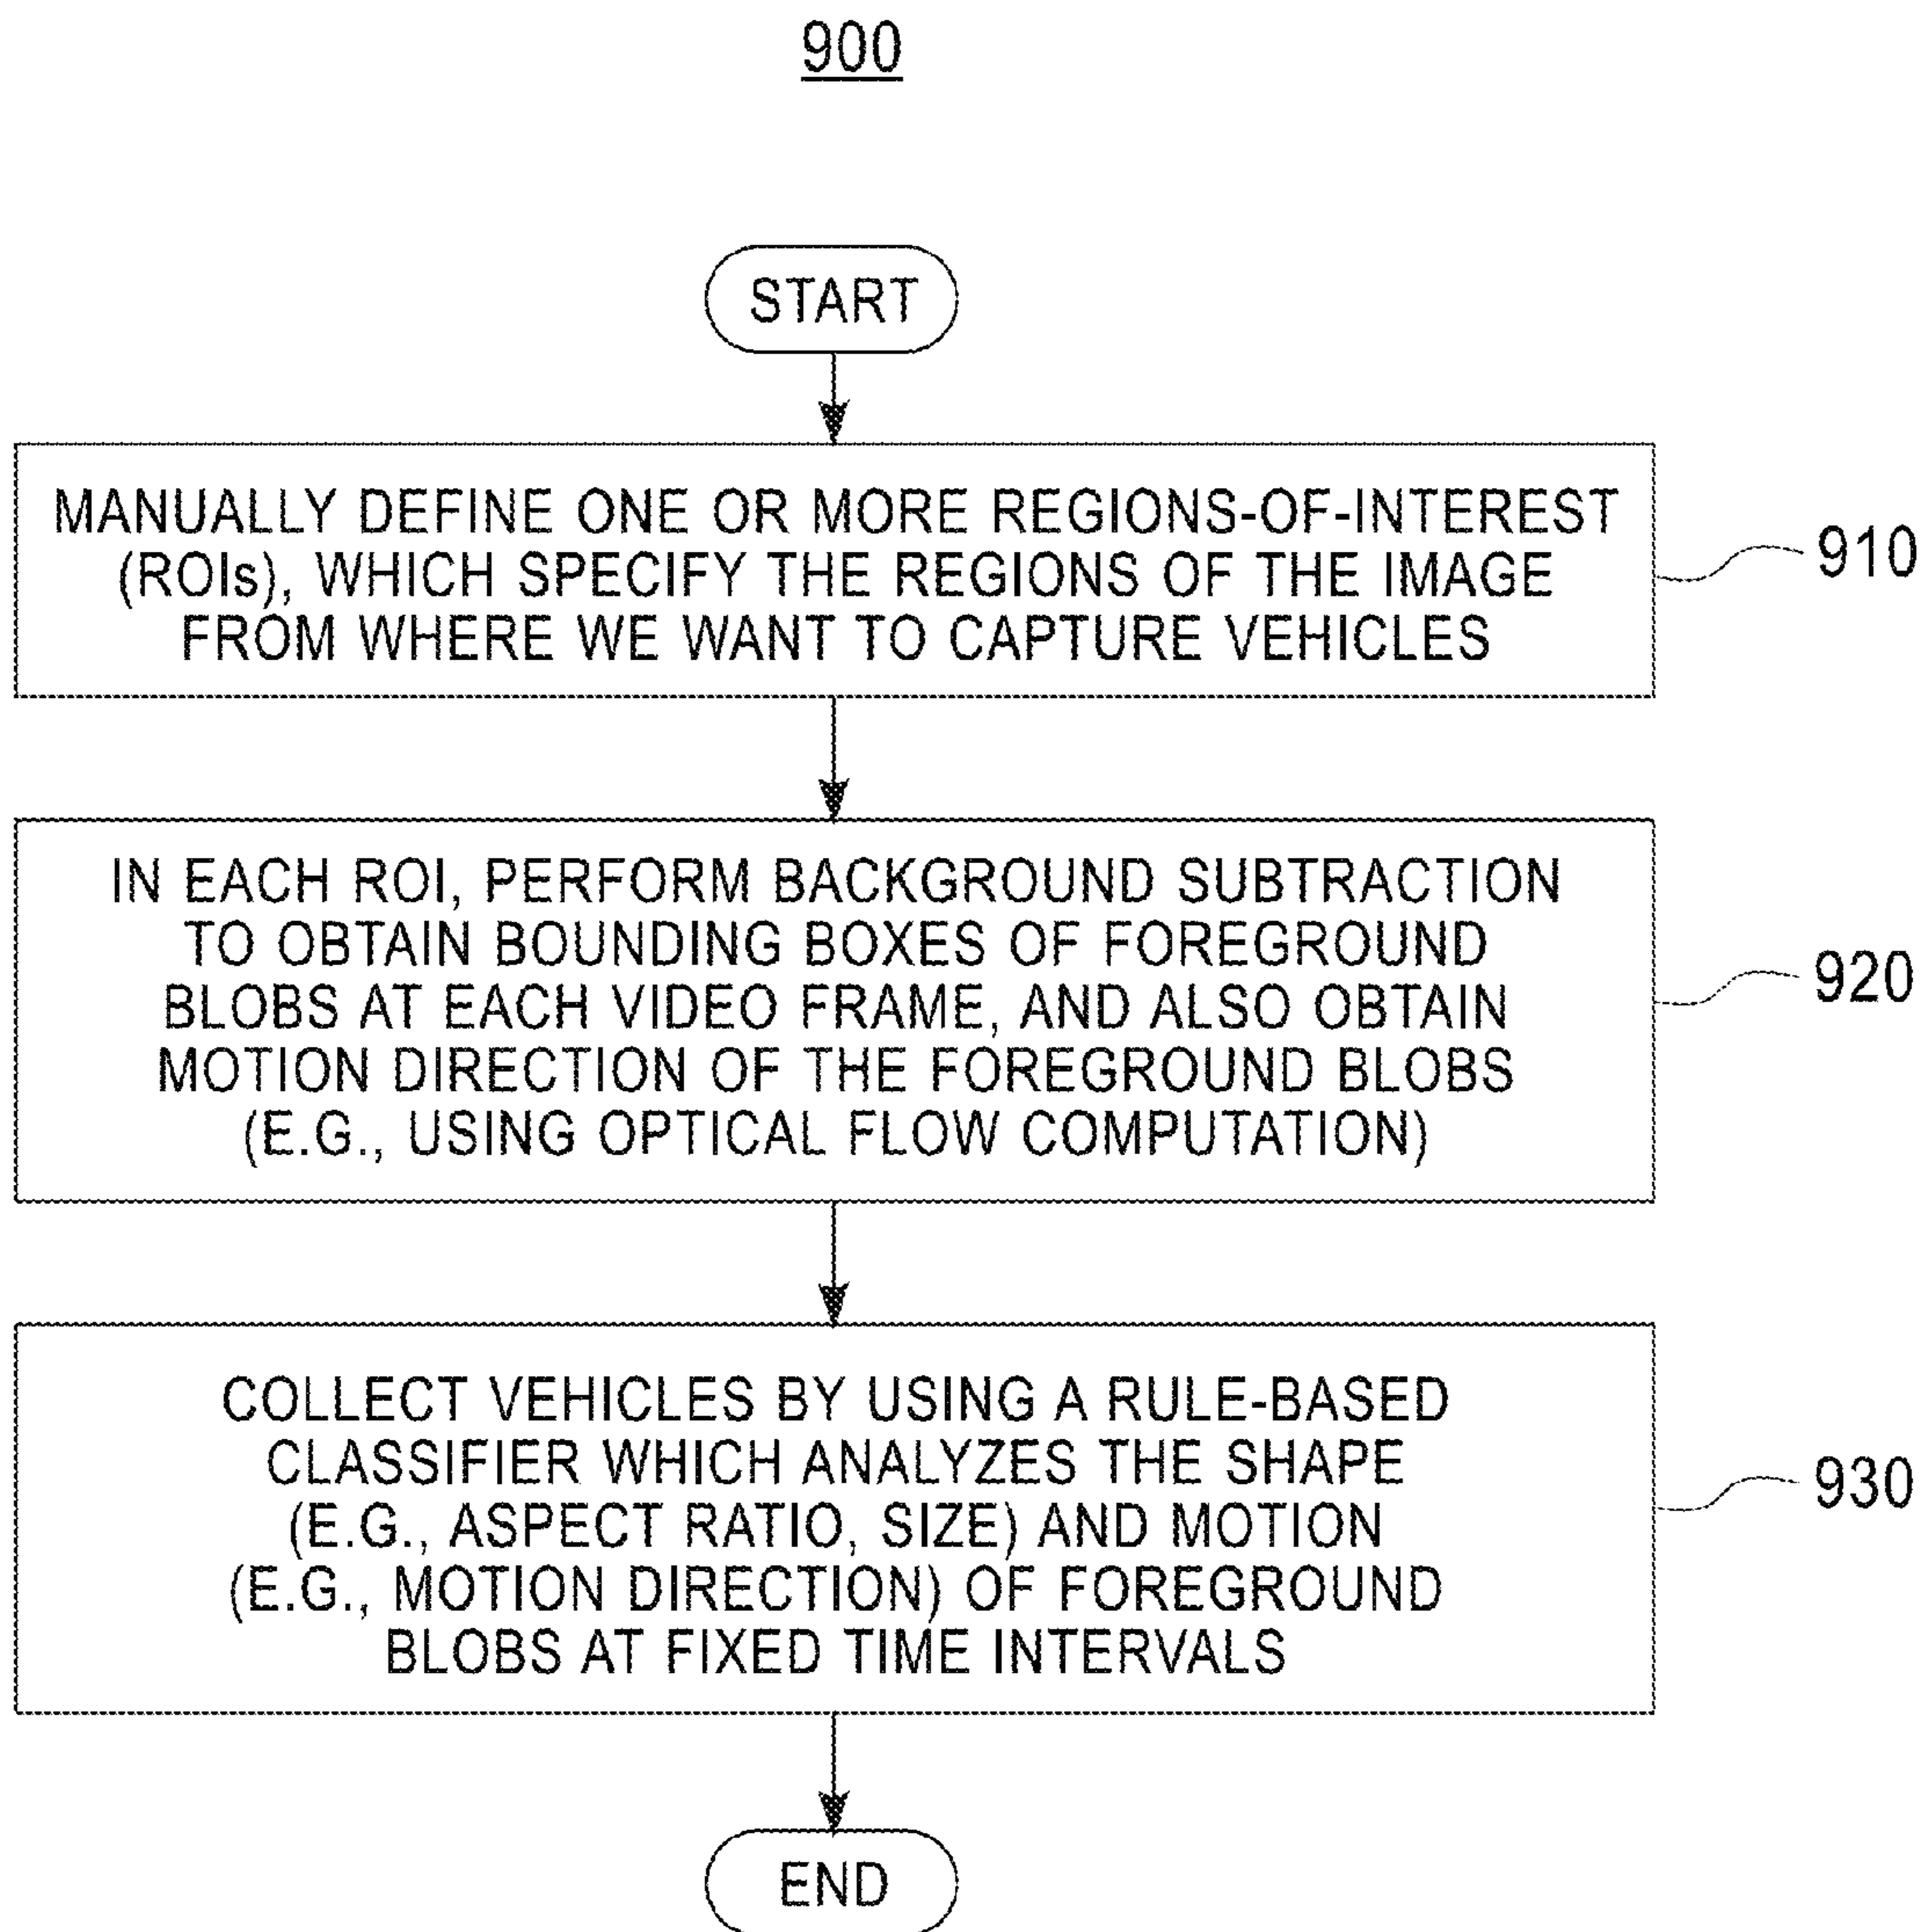 900
START
MANUALLY DEFINE ONE OR MORE REGIONS-OF-INTEREST
(ROIs), WHICH SPECIFY THE REGIONS OF THE IMAGE
FROM WHERE WE WANT TO CAPTURE VEHICLES
910
IN EACH ROI, PERFORM BACKGROUND SUBTRACTION
TO OBTAIN BOUNDING BOXES OF FOREGROUND
BLOBS AT EACH VIDEO FRAME, AND ALSO OBTAIN
MOTION DIRECTION OF THE FOREGROUND BLOBS
(E.G., USING OPTICAL FLOW COMPUTATION)
920
COLLECT VEHICLES BY USING A RULE-BASED
CLASSIFIER WHICH ANALYZES THE SHAPE
(E.G., ASPECT RATIO, SIZE) AND MOTION
(E.G., MOTION DIRECTION) OF FOREGROUND
BLOBS AT FIXED TIME INTERVALS
930
END